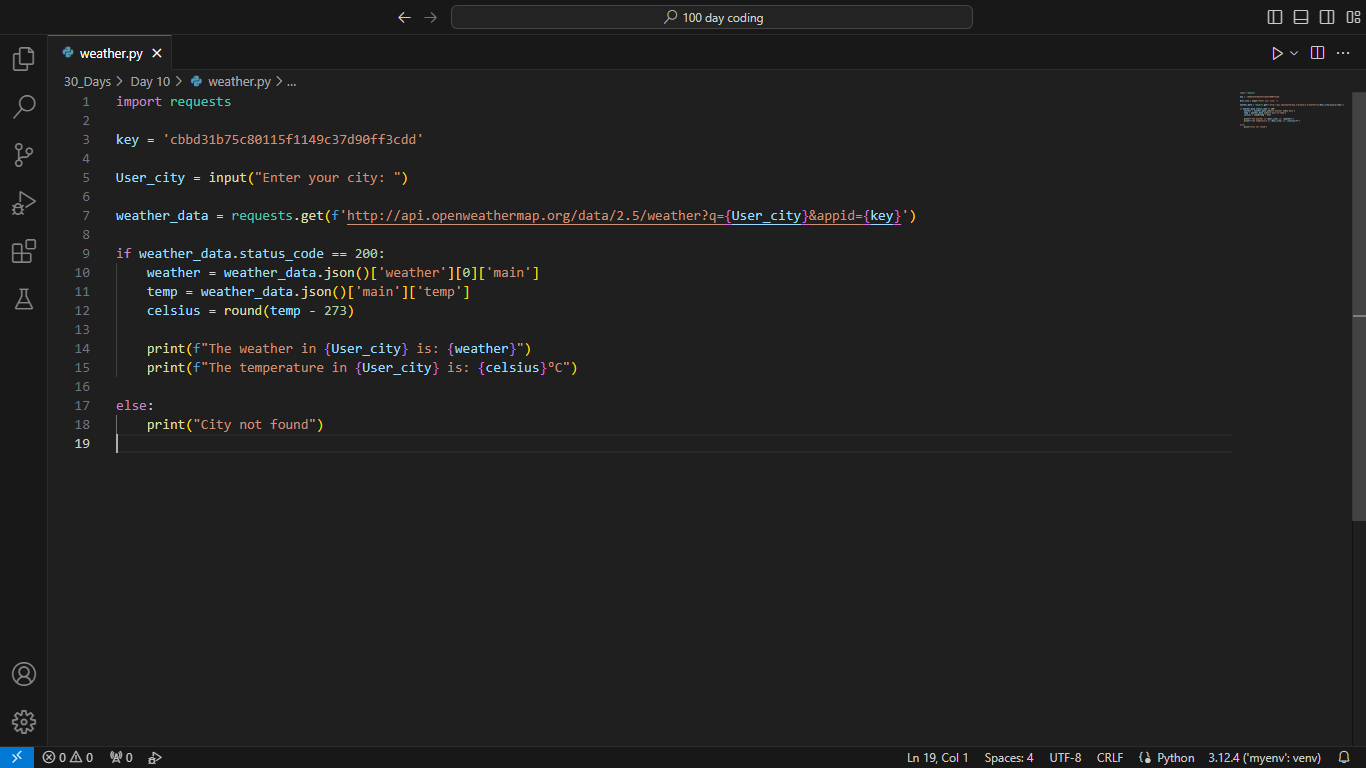 100 day coding
weather.py
30_Days > Day 10 > weather.py > ...
1 import requests
2
3 key = 'cbbd31b75c80115f1149c37d90ff3cdd'
4
5 User_city = input("Enter your city: ")
6
7 weather_data = requests.get(f'http://api.openweathermap.org/data/2.5/weather?q={User_city}&appid={key}')
8
9 if weather_data.status_code == 200:
10     weather = weather_data.json()['weather'][0]['main']
11     temp = weather_data.json()['main']['temp']
12     celsius = round(temp - 273)
13
14     print(f"The weather in {User_city} is: {weather}")
15     print(f"The temperature in {User_city} is: {celsius}ºC")
16
17 else:
18     print("City not found")
19
0 0 0 Ln 19, Col 1 Spaces: 4 UTF-8 CRLF Python 3.12.4 ('myenv': venv)